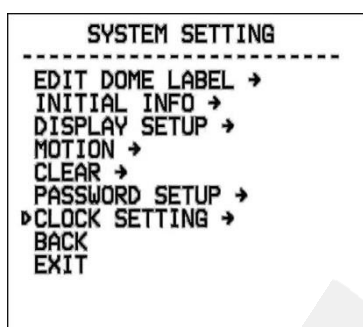 SYSTEM SETTING
------------------------
EDIT DOME LABEL →
INITIAL INFO →
DISPLAY SETUP →
MOTION →
CLEAR →
PASSWORD SETUP →
▷CLOCK SETTING →
BACK
EXIT